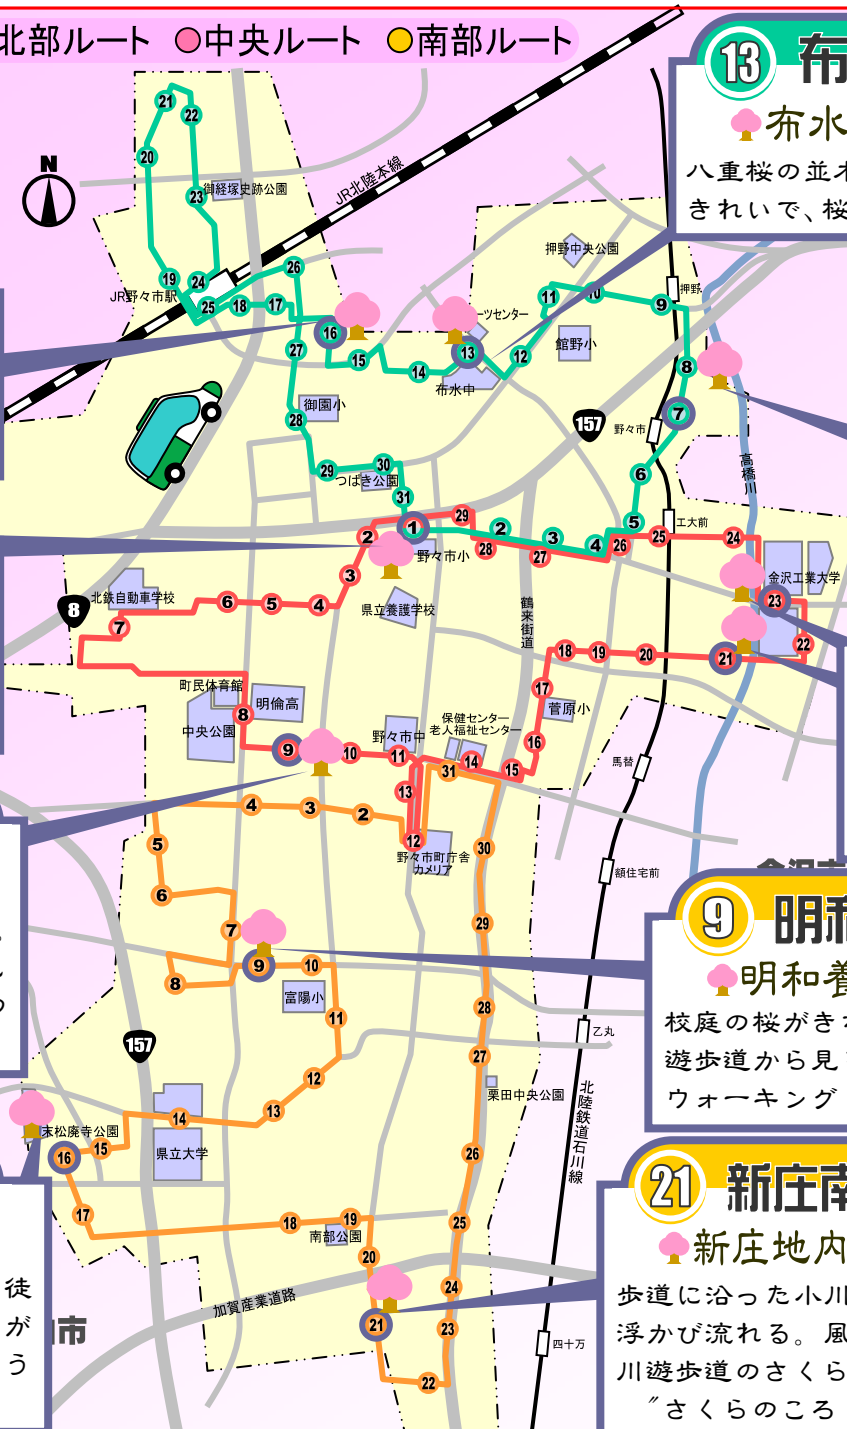 北部ルート ●中央ルート ●南部ルート
13 布
布水
八重桜の並木
きれいで、桜
N
JR北陸本線
御経塚史跡公園
押野中央公園
JR野々市駅
押野
ーツセンター
館野小
布水中
御園小
157
野々市
高橋川
つばき公園
工大前
野々市小
金沢工業大学
8
北鉄自動車学校
県立養護学校
鶴来街道
町民体育館
明倫高
中央公園
野々市中
保健センター
老人福祉センター
菅原小
馬替
野々市町庁舎
カメリア
額住宅前
9 明和
明和養
校庭の桜がきれ
遊歩道から見
ウォーキング
富陽小
157
乙丸
栗田中央公園
北陸鉄道石川線
末松廃寺公園
県立大学
21 新庄南
新庄地内
歩道に沿った小川
浮かび流れる。風
川遊歩道のさくら
〃さくらのころ
南部公園
加賀産業道路
徒
が
う
市
四十万